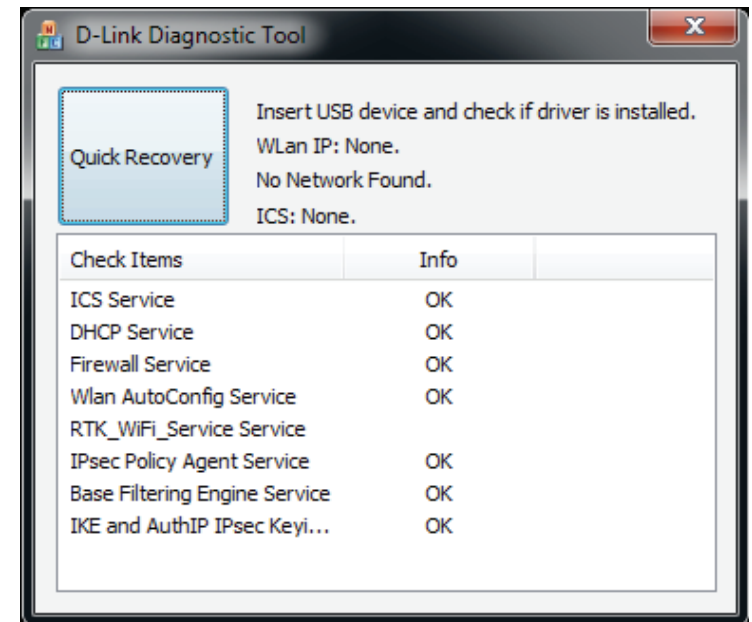 D-Link Diagnostic Tool
Quick Recovery
Insert USB device and check if driver is installed.
WLan IP: None.
No Network Found.
ICS: None.
Check Items Info
ICS Service OK
DHCP Service OK
Firewall Service OK
Wlan AutoConfig Service OK
RTK_WiFi_Service Service
IPsec Policy Agent Service OK
Base Filtering Engine Service OK
IKE and AuthIP IPsec Keyi... OK